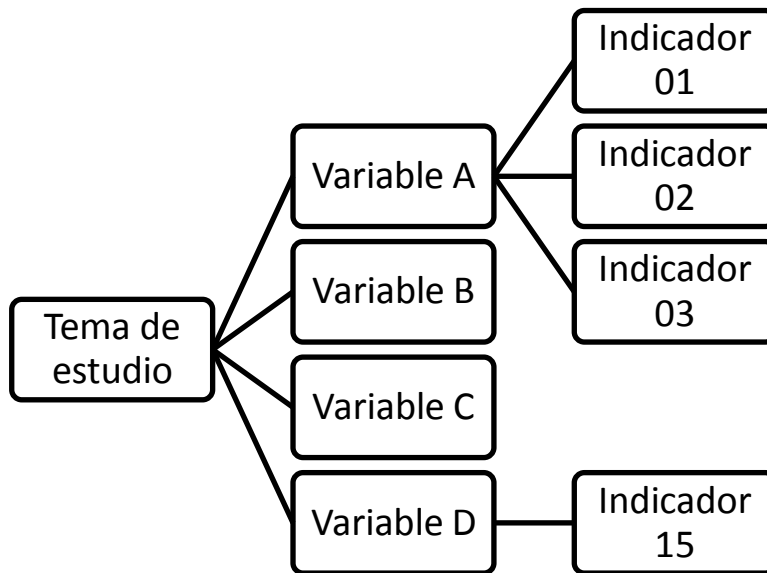 Tema de
estudio
Variable A
Variable B
Variable C
Variable D
Indicador
01
Indicador
02
Indicador
03
Indicador
15